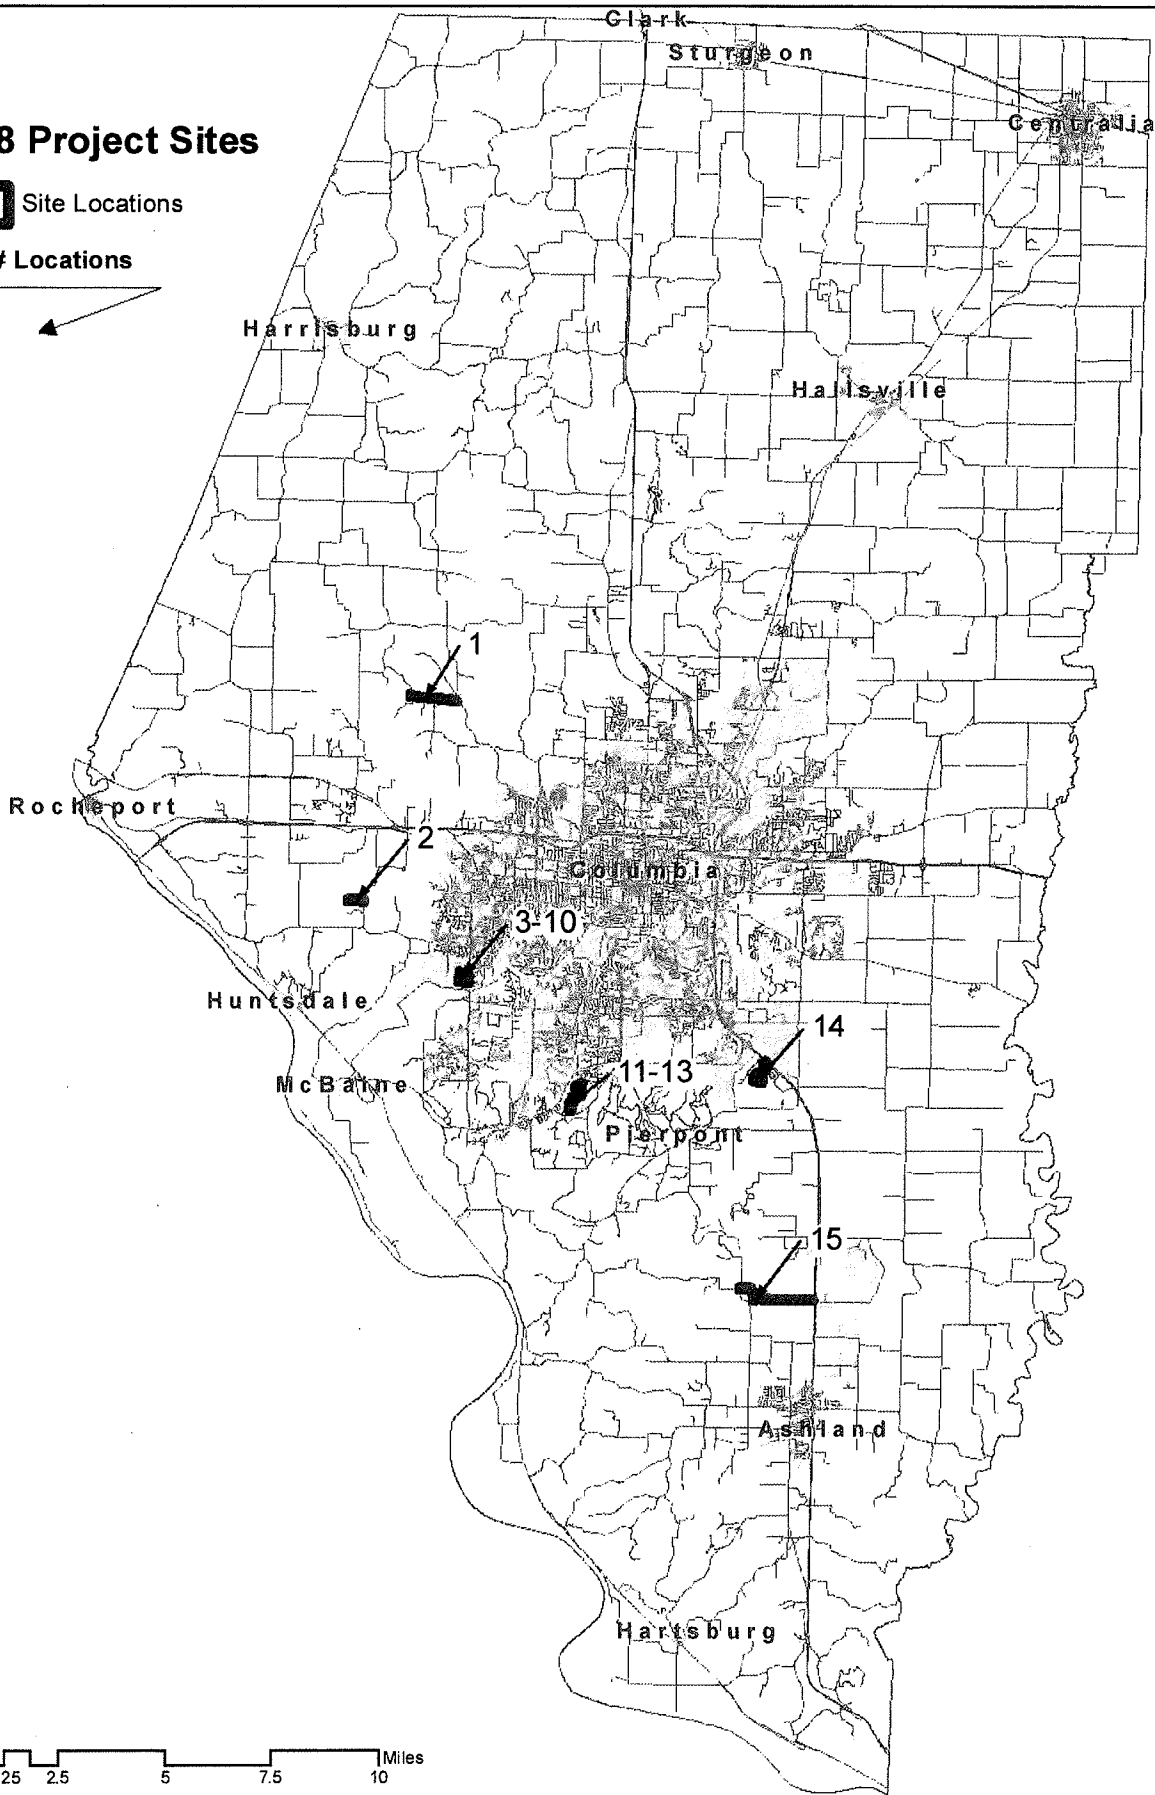 Clark
Sturgeon
Centralia
8 Project Sites
Site Locations
# Locations
Harrisburg
Hallsville
1
Rocheport
2
Columbia
3-10
Huntsdale
14
11-13
McBaine
Pierpont
15
Ashland
Hartsburg
Miles
25 2.5 5 7.5 10